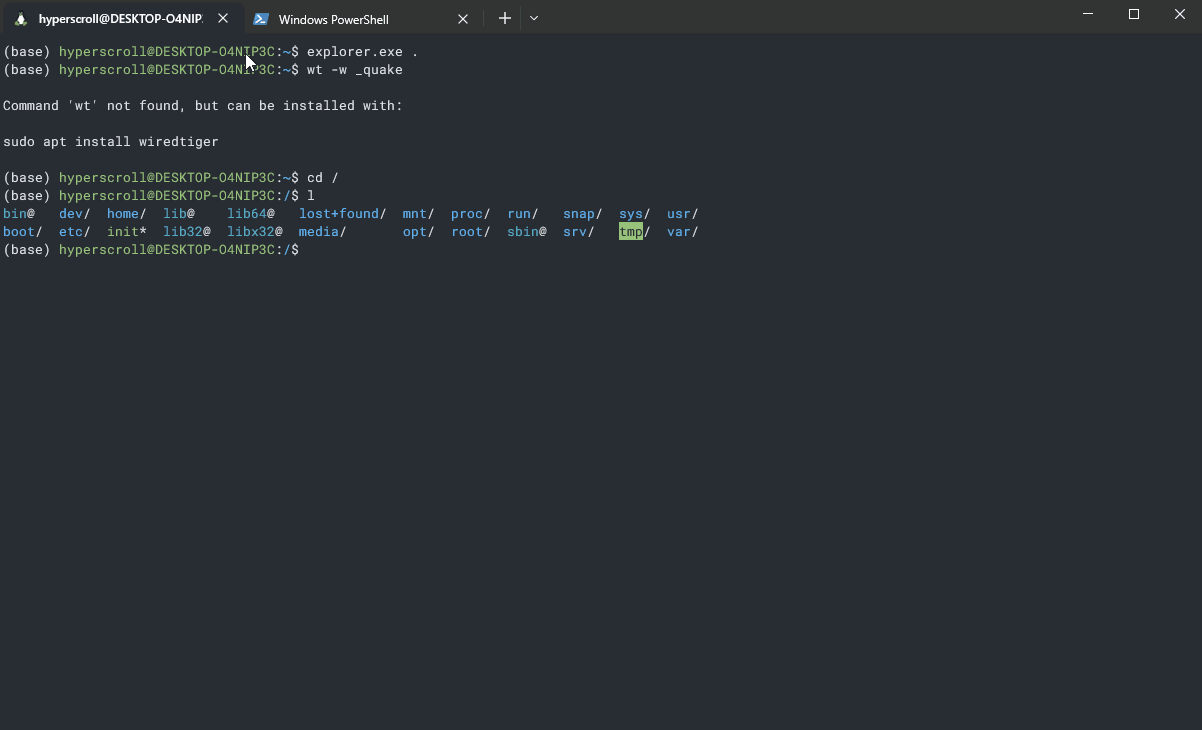 hyperscroll@DESKTOP-O4NIP
Windows PowerShell
(base) hyperscroll@DESKTOP-O4NIP3C:~$ explorer.exe .
(base) hyperscroll@DESKTOP-O4NIP3C:~$ wt -w _quake
Command 'wt' not found, but can be installed with:
sudo apt install wiredtiger
(base) hyperscroll@DESKTOP-O4NIP3C:~$ cd /
(base) hyperscroll@DESKTOP-O4NIP3C:/$ l
bin@ dev/ home/ lib@ lib64@ lost+found/ mnt/ proc/ run/ snap/ sys/ usr/
boot/ etc/ init* lib32@ libx32@ media/ opt/ root/ sbin@ srv/ tmp/ var/
(base) hyperscroll@DESKTOP-O4NIP3C:/$